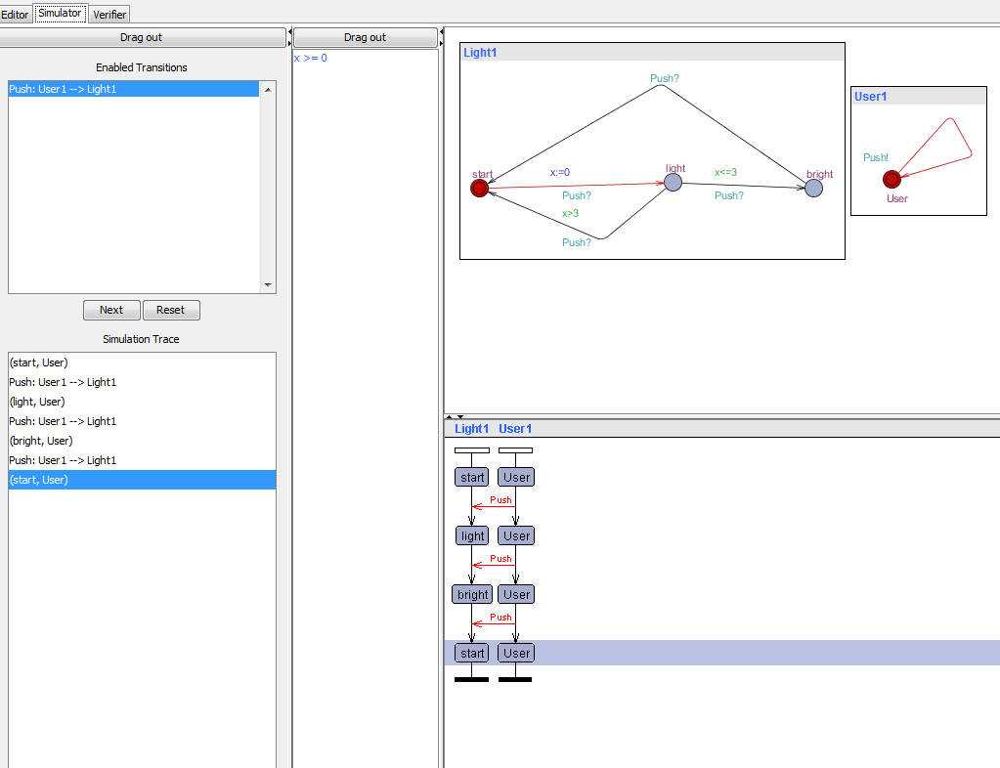 Editor Simulator Verifier
Drag out
Enabled Transitions
Push: User1 --> Light1
Next Reset
Simulation Trace
(start, User)
Push: User1 --> Light1
(light, User)
Push: User1 --> Light1
(bright, User)
Push: User1 --> Light1
(start, User)
Drag out
x >= 0
Light1
Push?
start
x:=0
Push?
light
x<=3
Push?
bright
x>3
Push?
User1
Push!
User
Light1 User1
start User
Push
light User
Push
bright User
Push
start User